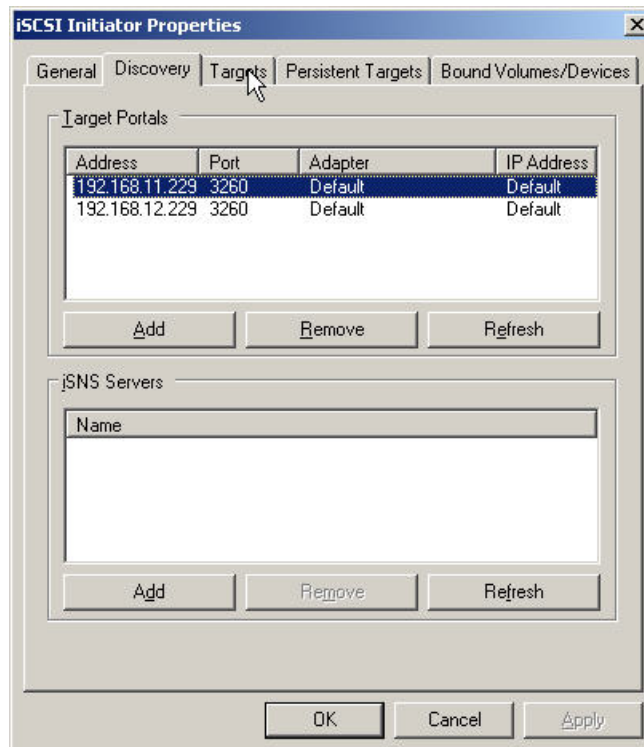 iSCSI Initiator Properties
General Discovery Targets Persistent Targets Bound Volumes/Devices
Target Portals
Address Port Adapter IP Address
192.168.11.229 3260 Default Default
192.168.12.229 3260 Default Default
Add Remove Refresh
iSNS Servers
Name
Add Remove Refresh
OK Cancel Apply